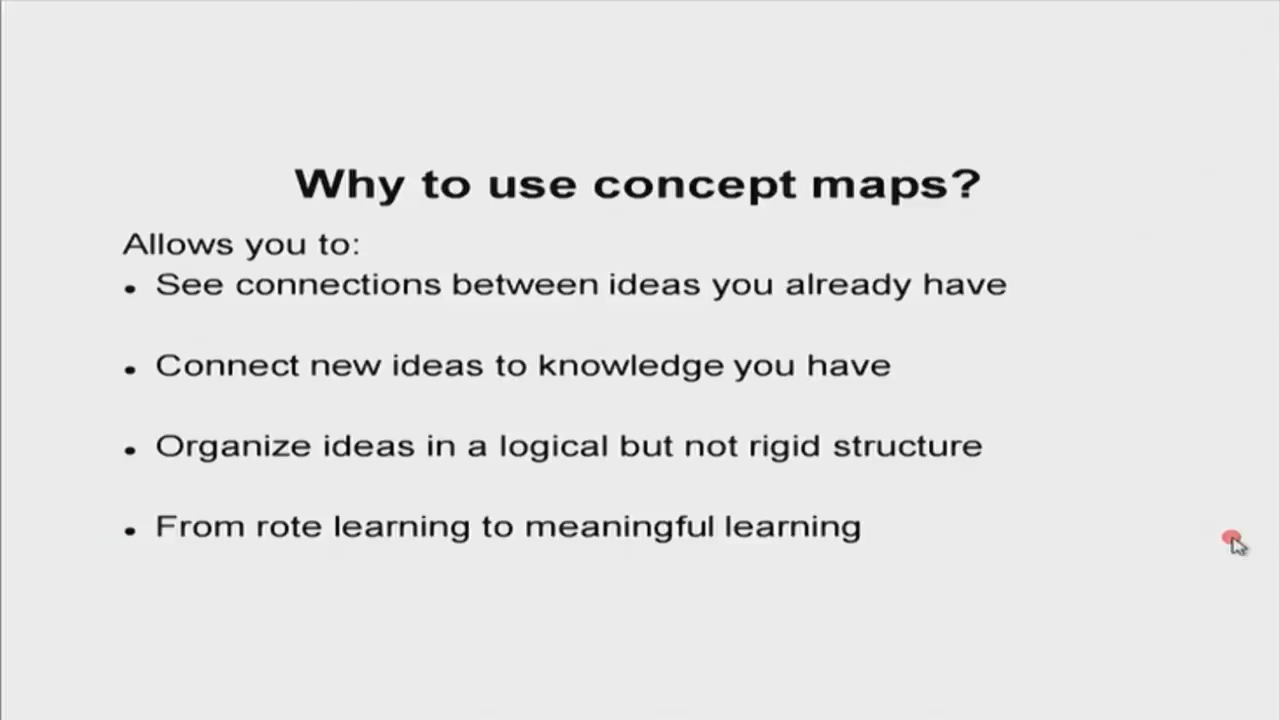 Why to use concept maps?
Allows you to:
• See connections between ideas you already have
• Connect new ideas to knowledge you have
• Organize ideas in a logical but not rigid structure
• From rote learning to meaningful learning